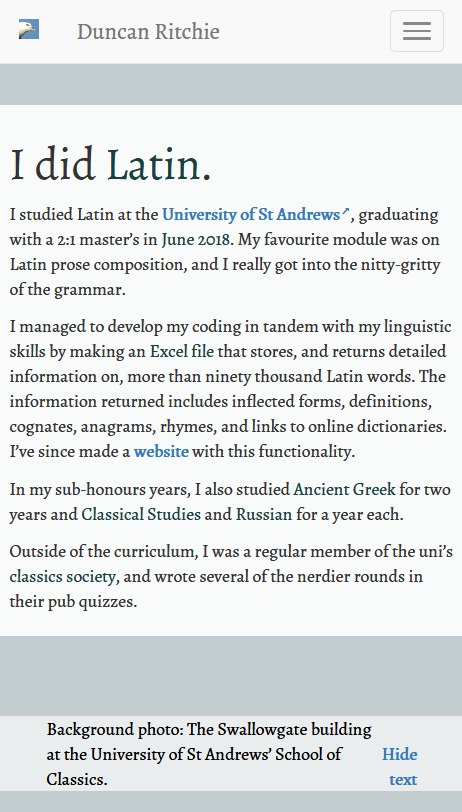 Duncan Ritchie
I did Latin.
I studied Latin at the University of St Andrews↗, graduating
with a 2:1 master’s in June 2018. My favourite module was on
Latin prose composition, and I really got into the nitty-gritty
of the grammar.
I managed to develop my coding in tandem with my linguistic
skills by making an Excel file that stores, and returns detailed
information on, more than ninety thousand Latin words. The
information returned includes inflected forms, definitions,
cognates, anagrams, rhymes, and links to online dictionaries.
I’ve since made a website with this functionality.
In my sub-honours years, I also studied Ancient Greek for two
years and Classical Studies and Russian for a year each.
Outside of the curriculum, I was a regular member of the uni’s
classics society, and wrote several of the nerdier rounds in
their pub quizzes.
Background photo: The Swallowgate building
at the University of St Andrews’ School of
Classics.
Hide
text